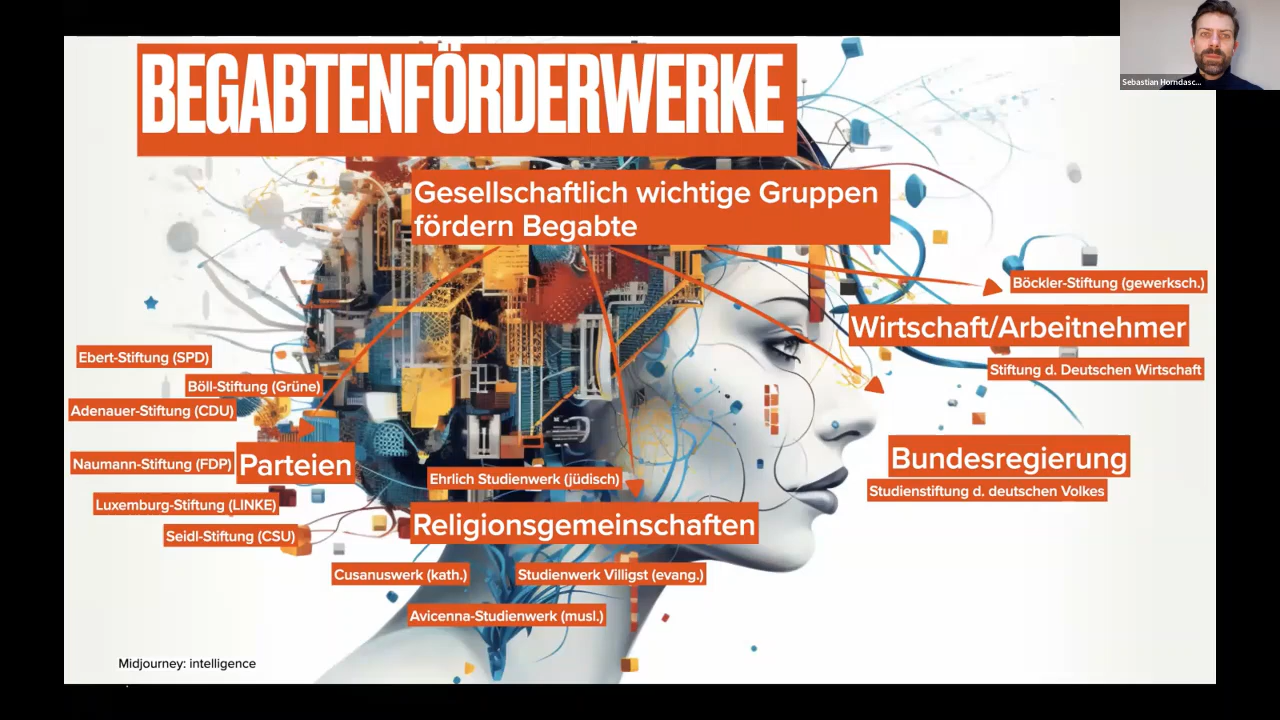 BEGABTENFÖRDERWERKE
Sebastian Horndasc...
Gesellschaftlich wichtige Gruppen
fördern Begabte
Böckler-Stiftung (gewerksch.)
Wirtschaft/Arbeitnehmer
Stiftung d. Deutschen Wirtschaft
Ebert-Stiftung (SPD)
Böll-Stiftung (Grüne)
Adenauer-Stiftung (CDU)
Naumann-Stiftung (FDP)
Parteien
Luxemburg-Stiftung (LINKE)
Seidl-Stiftung (CSU)
Ehrlich Studienwerk (jüdisch)
Religionsgemeinschaften
Cusanuswerk (kath.)
Studienwerk Villigst (evang.)
Avicenna-Studienwerk (musl.)
Bundesregierung
Studienstiftung d. deutschen Volkes
Midjourney: intelligence